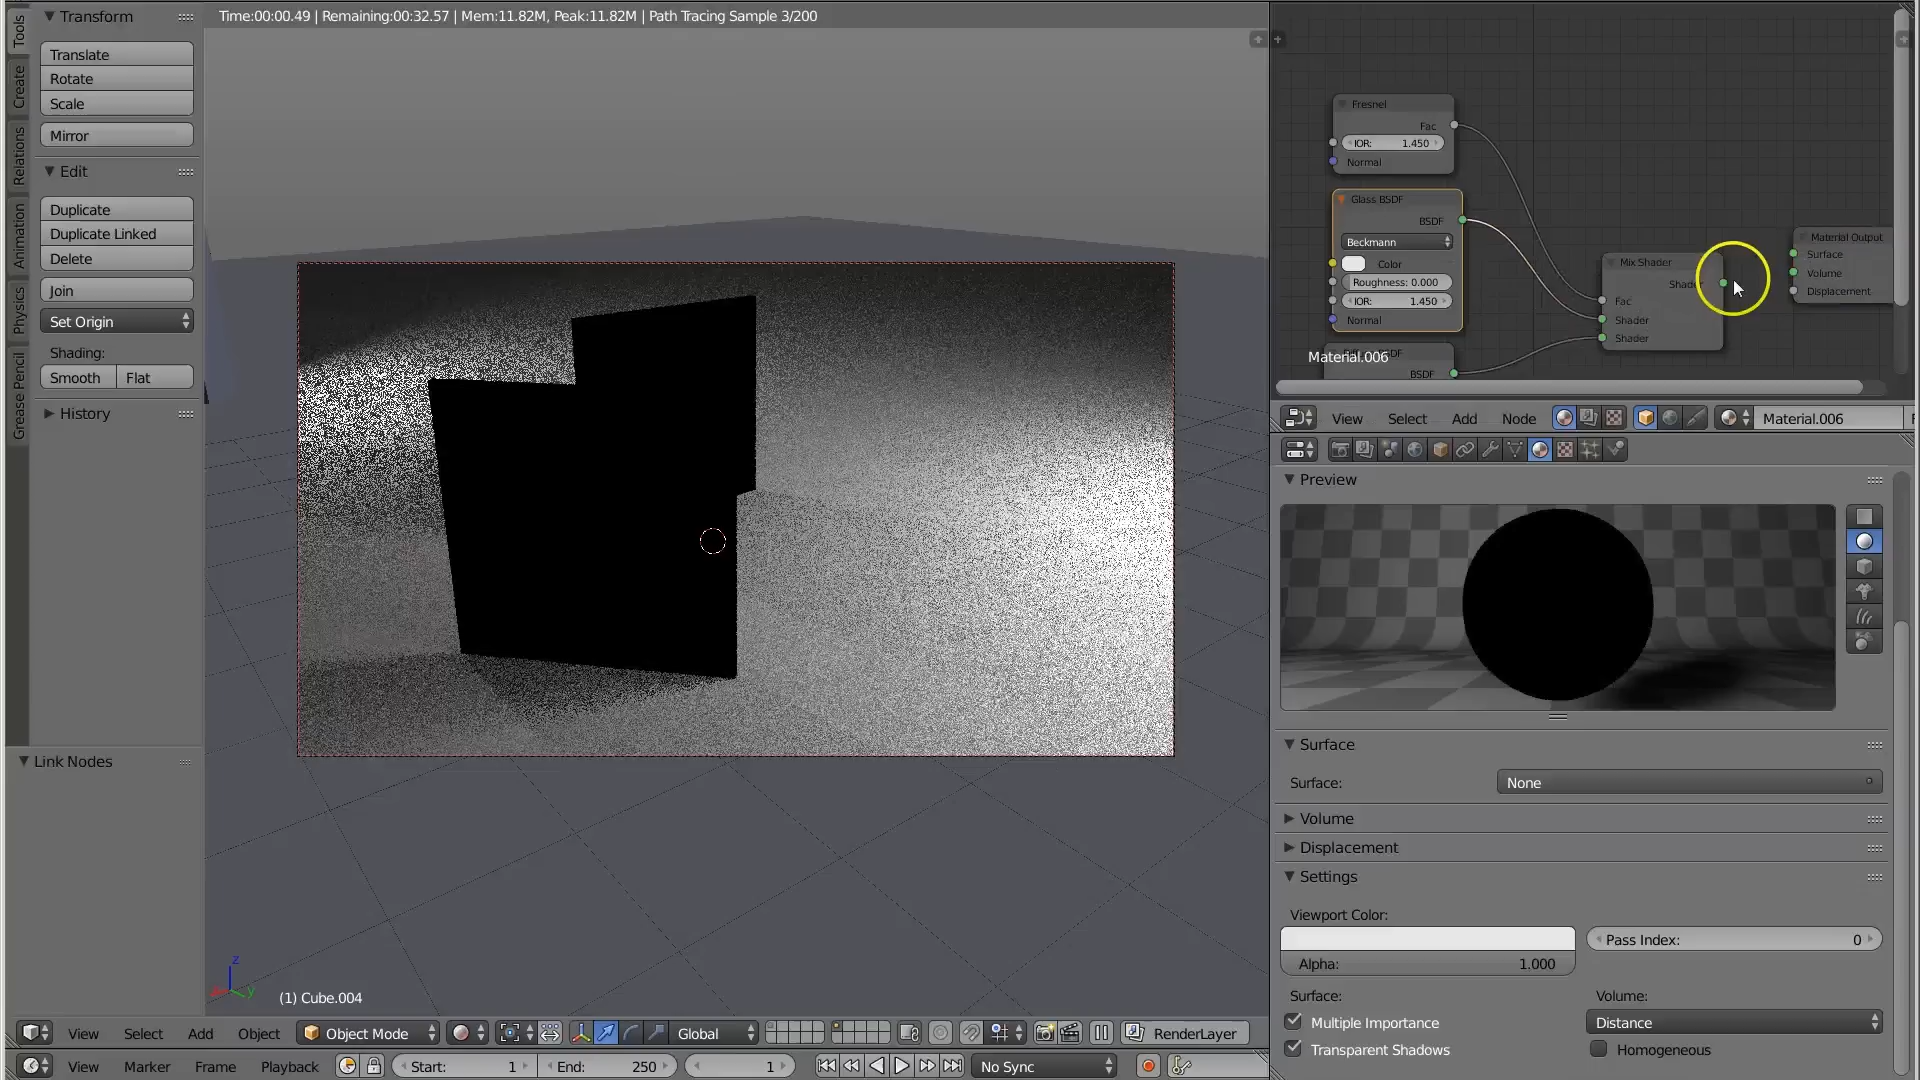 Time:00:00.49 | Remaining:00:32.57 | Mem:11.82M, Peak:11.82M | Path Tracing Sample 3/200
Tools
Create
Relations
Animation
Physics
Grease Pencil
Transform
Translate
Rotate
Scale
Mirror
Edit
Duplicate
Duplicate Linked
Delete
Join
Set Origin
Shading:
Smooth
Flat
History
Link Nodes
z
y
(1) Cube.004
Fresnel
Fac
IOR: 1.450
Normal
Glass BSDF
BSDF
Beckmann
Color
Roughness: 0.000
IOR: 1.450
Normal
BSDF
Material.006
Mix Shader
Shader
Fac
Shader
Shader
Material Output
Surface
Volume
Displacement
View Select Add Node Material.006
Preview
Surface
Surface: None
Volume
Displacement
Settings
Viewport Color:
Alpha: 1.000
Pass Index: 0
Surface:
Multiple Importance
Transparent Shadows
Volume:
Distance
Homogeneous
View Select Add Object Object Mode Global RenderLayer
View Marker Frame Playback Start: 1 End: 250 1 No Sync